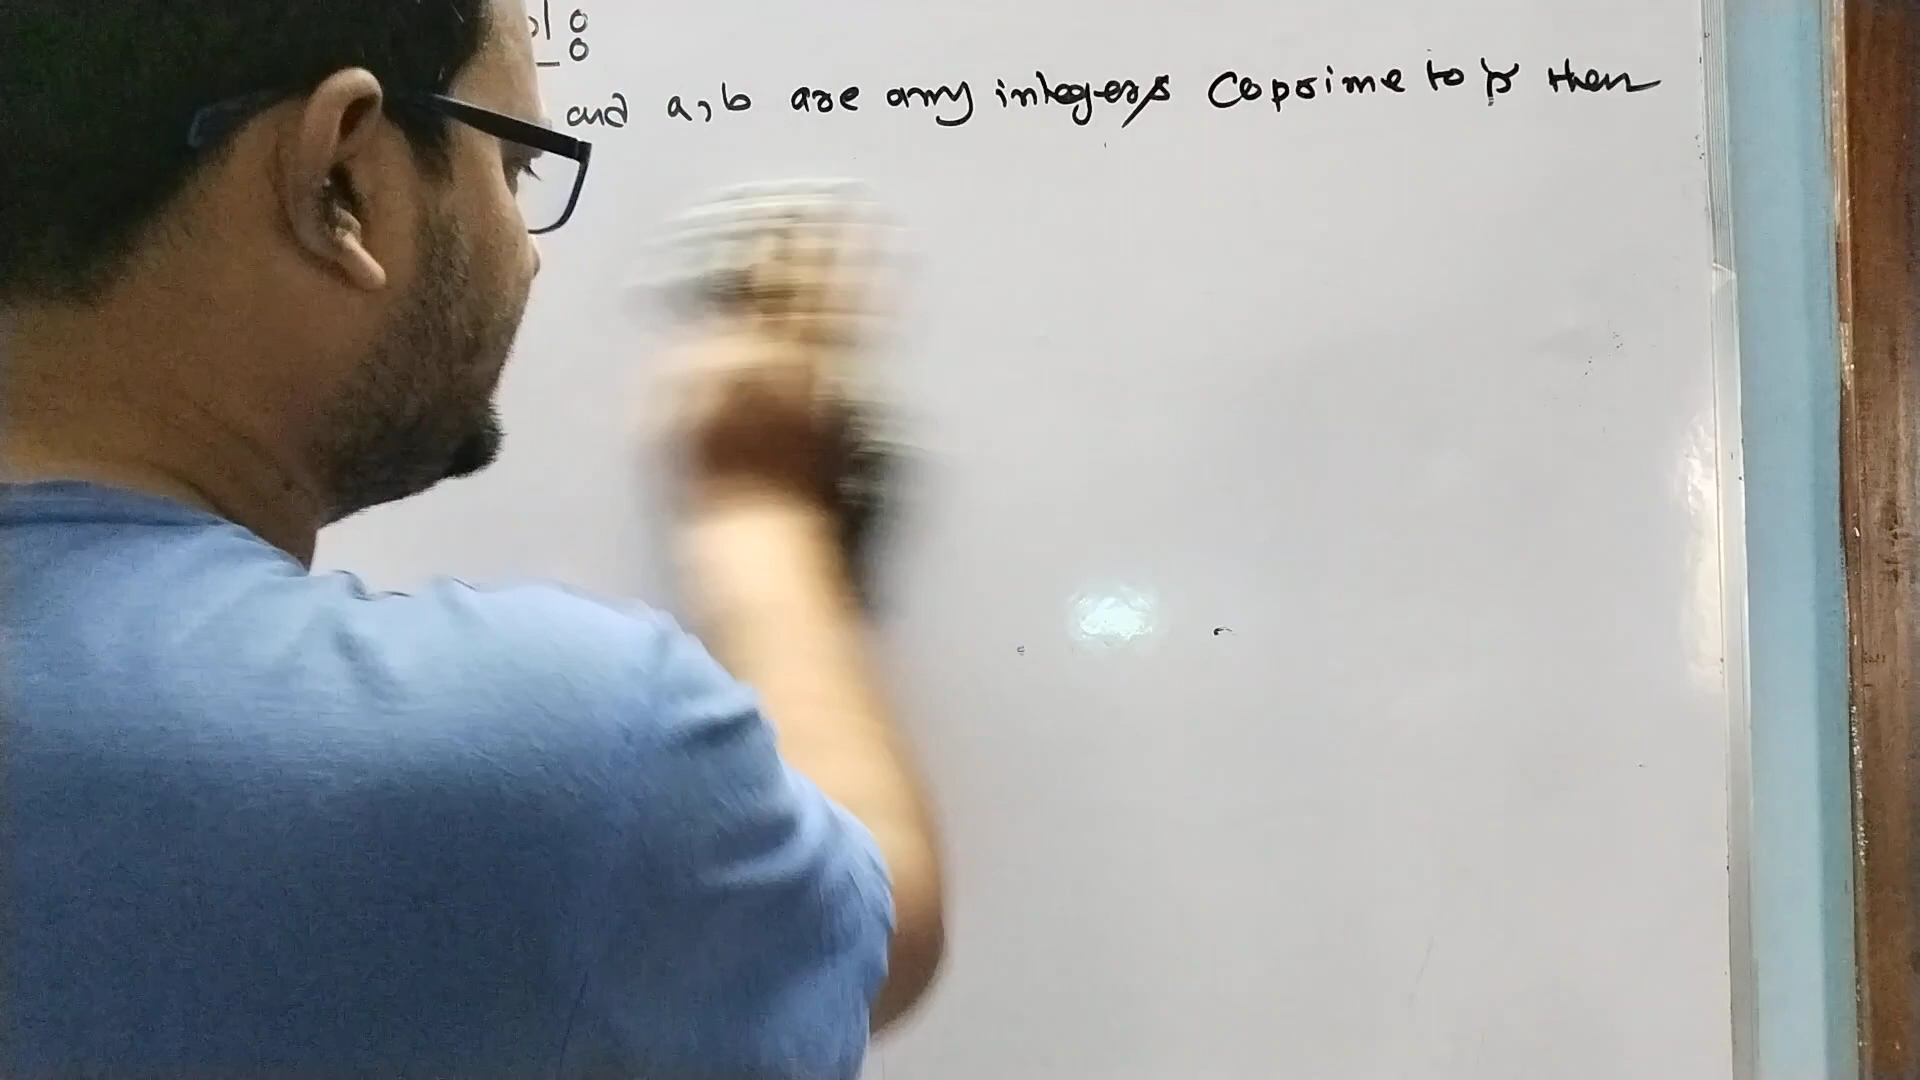 and a, b are any integers coprime to p then